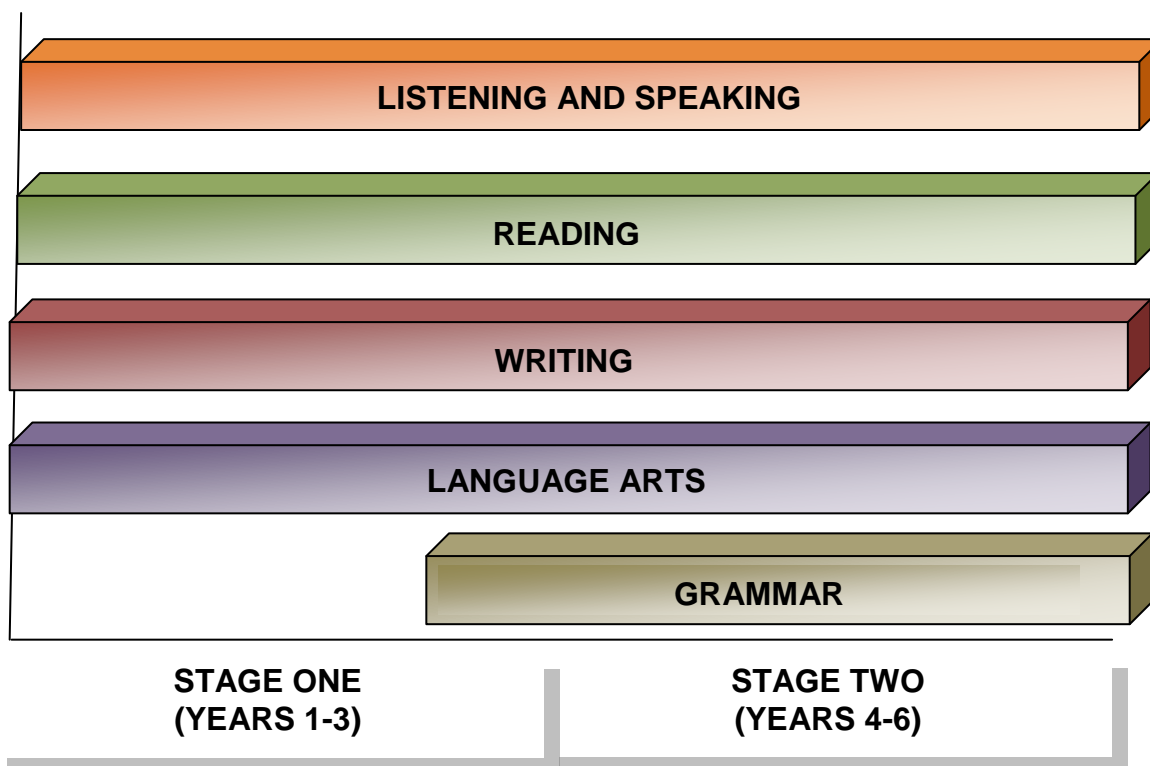 LISTENING AND SPEAKING
READING
WRITING
LANGUAGE ARTS
GRAMMAR
STAGE ONE
(YEARS 1-3)
STAGE TWO
(YEARS 4-6)